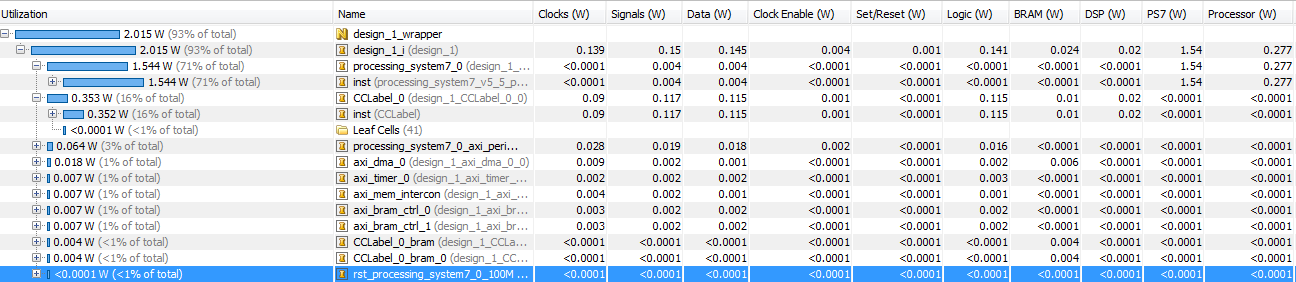 Utilization Name Clocks (W) Signals (W) Data (W) Clock Enable (W) Set/Reset (W) Logic (W) BRAM (W) DSP (W) PS7 (W) Processor (W)
2.015 W (93% of total) design_1_wrapper
2.015 W (93% of total) design_1_i (design_1) 0.139 0.15 0.145 0.004 0.001 0.141 0.024 0.02 1.54 0.277
1.544 W (71% of total) processing_system7_0 (design_1_... <0.0001 0.004 0.004 <0.0001 <0.0001 <0.0001 <0.0001 <0.0001 1.54 0.277
1.544 W (71% of total) inst (processing_system7_v5_5_p... <0.0001 0.004 0.004 <0.0001 <0.0001 <0.0001 <0.0001 <0.0001 1.54 0.277
0.353 W (16% of total) CCLabel_0 (design_1_CCLabel_0_0) 0.09 0.117 0.115 0.001 <0.0001 0.115 0.01 0.02 <0.0001 <0.0001
0.352 W (16% of total) inst (CCLabel) 0.09 0.117 0.115 0.001 <0.0001 0.115 0.01 0.02 <0.0001 <0.0001
<0.0001 W (<1% of total) Leaf Cells (41)
0.064 W (3% of total) processing_system7_0_axi_peri... 0.028 0.019 0.018 0.002 <0.0001 0.016 <0.0001 <0.0001 <0.0001 <0.0001
0.018 W (1% of total) axi_dma_0 (design_1_axi_dma_0_0) 0.009 0.002 0.001 <0.0001 <0.0001 0.002 0.006 <0.0001 <0.0001 <0.0001
0.007 W (1% of total) axi_timer_0 (design_1_axi_timer_... 0.002 0.002 0.001 <0.0001 <0.0001 0.003 <0.0001 <0.0001 <0.0001 <0.0001
0.007 W (1% of total) axi_mem_intercon (design_1_axi_... 0.004 0.002 0.001 <0.0001 <0.0001 0.001 <0.0001 <0.0001 <0.0001 <0.0001
0.007 W (1% of total) axi_bram_ctrl_0 (design_1_axi_br... 0.003 0.002 0.002 <0.0001 <0.0001 0.002 <0.0001 <0.0001 <0.0001 <0.0001
0.007 W (1% of total) axi_bram_ctrl_1 (design_1_axi_br... 0.003 0.002 0.002 <0.0001 <0.0001 0.002 <0.0001 <0.0001 <0.0001 <0.0001
0.004 W (<1% of total) CCLabel_0_bram (design_1_CCLa... <0.0001 <0.0001 <0.0001 <0.0001 <0.0001 <0.0001 0.004 <0.0001 <0.0001 <0.0001
0.004 W (<1% of total) CCLabel_0_bram_0 (design_1_CC... <0.0001 <0.0001 <0.0001 <0.0001 <0.0001 <0.0001 0.004 <0.0001 <0.0001 <0.0001
<0.0001 W (<1% of total) rst_processing_system7_0_100M ... <0.0001 <0.0001 <0.0001 <0.0001 <0.0001 <0.0001 <0.0001 <0.0001 <0.0001 <0.0001